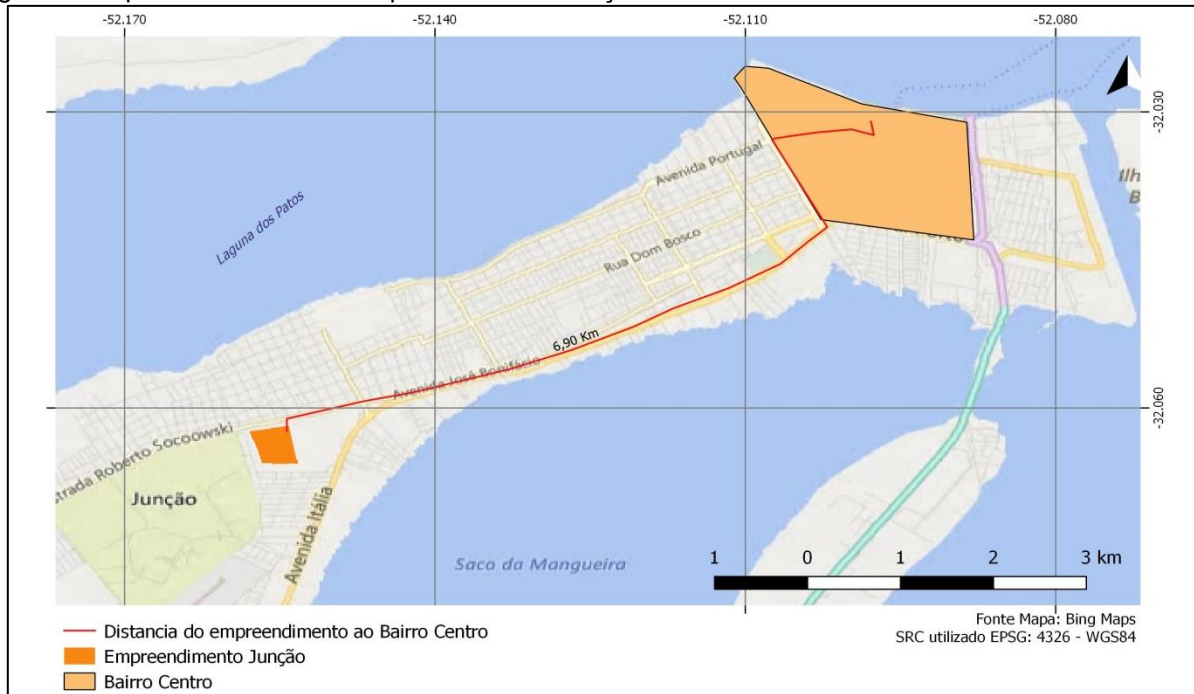 -52.170
-52.140
-52.110
-52.080
-32.030
Avenida Portugal
Laguna dos Patos
Rua Dom Bosco
6,90 Km
Avenida José Bonifácio
-32.060
trada Roberto Socoowski
Junção
Avenida Itália
Saco da Mangueira
1 0 1 2 3 km
Fonte Mapa: Bing Maps
SRC utilizado EPSG: 4326 - WGS84
Distancia do empreendimento ao Bairro Centro
Empreendimento Junção
Bairro Centro